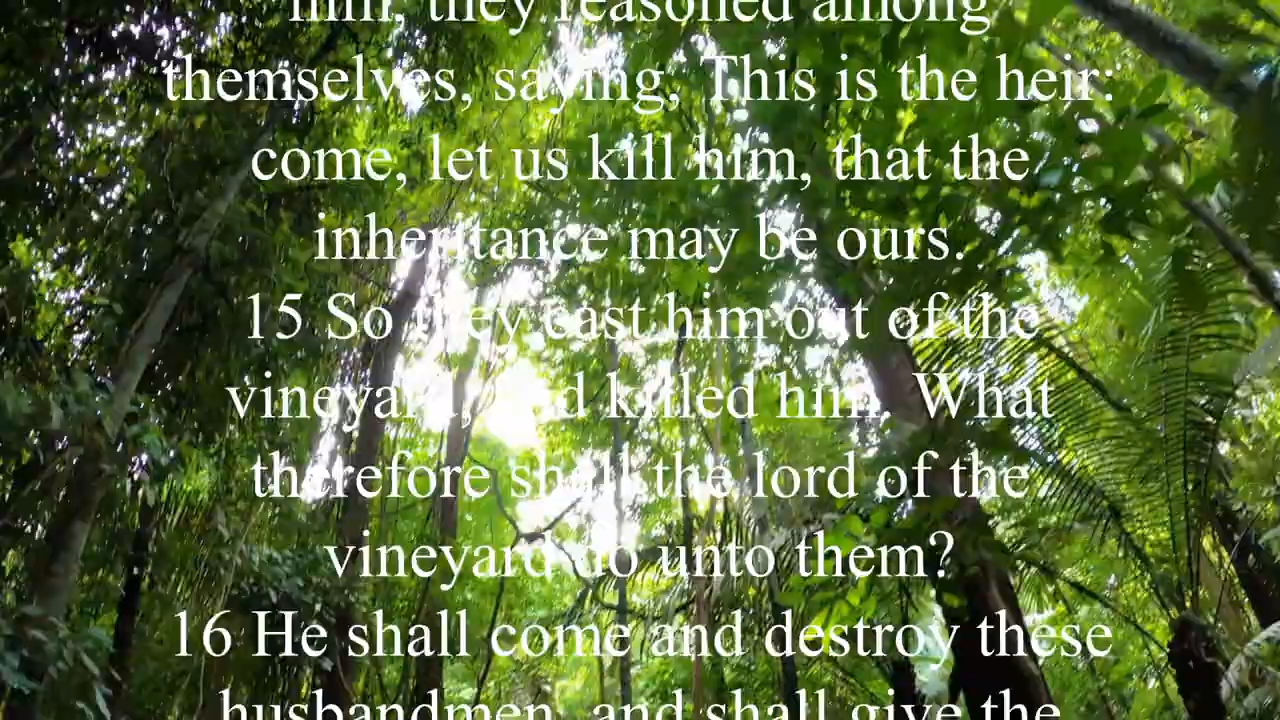 him, they reasoned among
themselves, saying, This is the heir:
come, let us kill him, that the
inheritance may be ours.
15 So they cast him out of the
vineyard, and killed him. What
therefore shall the lord of the
vineyard do unto them?
16 He shall come and destroy these
husbandmen, and shall give the